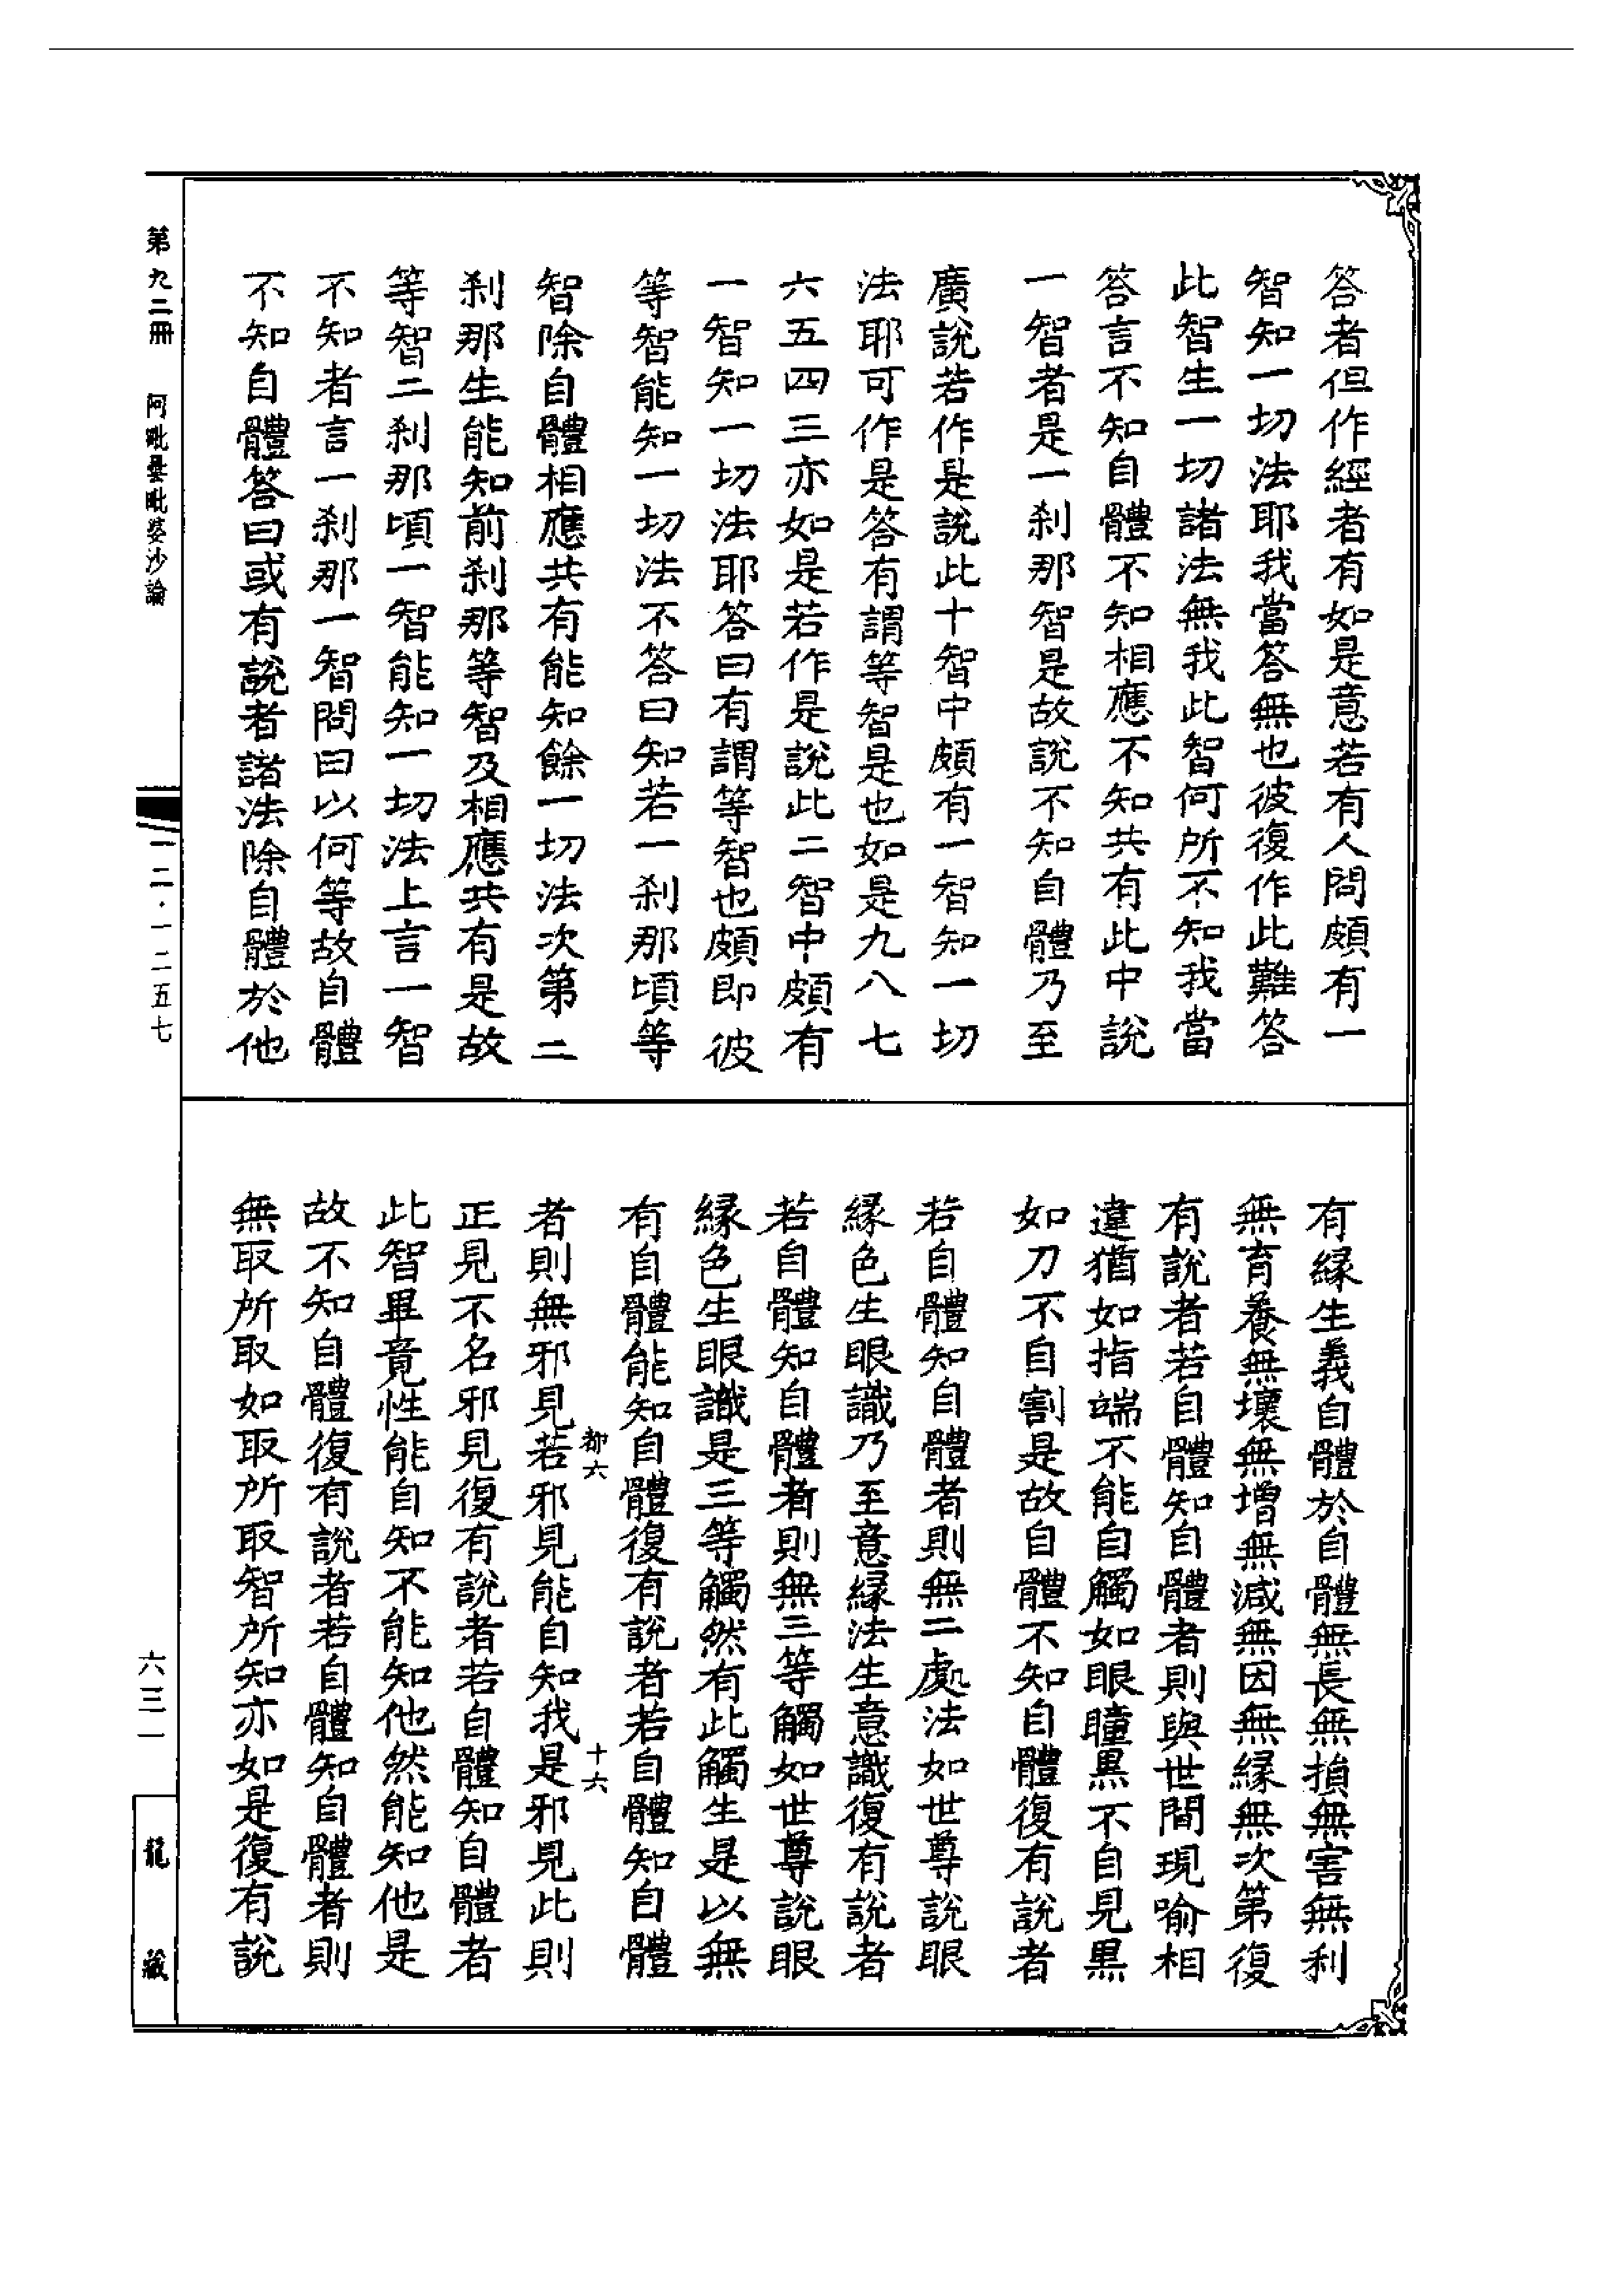 答者但作經者有如是意若有人問頗有一
智知一切法耶我當答無也彼復作此難答
此智生一切諸法無我此智何所不知我當
答言不知自體不知相應不知共有此中說
一智者是一刹那智是故說不知自體乃至
廣說若作是說此十智中頗有一智知一切
法耶可作是答有謂等智是也如是九八七
六五四三亦如是若作是說此二智中頗有
一智知一切法耶答曰有謂等智也頗即彼
等智能知一切法不答曰知若一刹那頃等
智除自體相應共有能知餘一切法次第二
刹那生能知前刹那等智及相應共有是故
等智二刹那頃一智能知一切法上言一智
不知者言一刹那一智問曰以何等故自體
不知自體答曰或有說者諸法除自體於他
有緣生義自體於自體無長無損無害無利
無育養無壞無增無減無因無緣無次第復
有說者若自體知自體者則與世間現喻相
違猶如指端不能自觸如眼瞳黑不自見黑
如刀不自割是故自體不知自體復有說者
若自體知自體者則無二處法如世尊說眼
緣色生眼識乃至意緣法生意識復有說者
若自體知自體者則無三等觸如世尊說眼
緣色生眼識是三等觸然有此觸生是以無
有自體能知自體復有說者若自體知自體
者則無邪見若邪見能自知我是邪見此則
正見不名邪見復有說者若自體知自體者
此智畢竟性能自知不能知他然能知他是
故不知自體復有說者若自體知自體者則
無取所取如取所取智所知亦如是復有說
都六
十六
第九二冊
阿毗曇毗婆沙論
一二·一二五七
六三一
龍藏